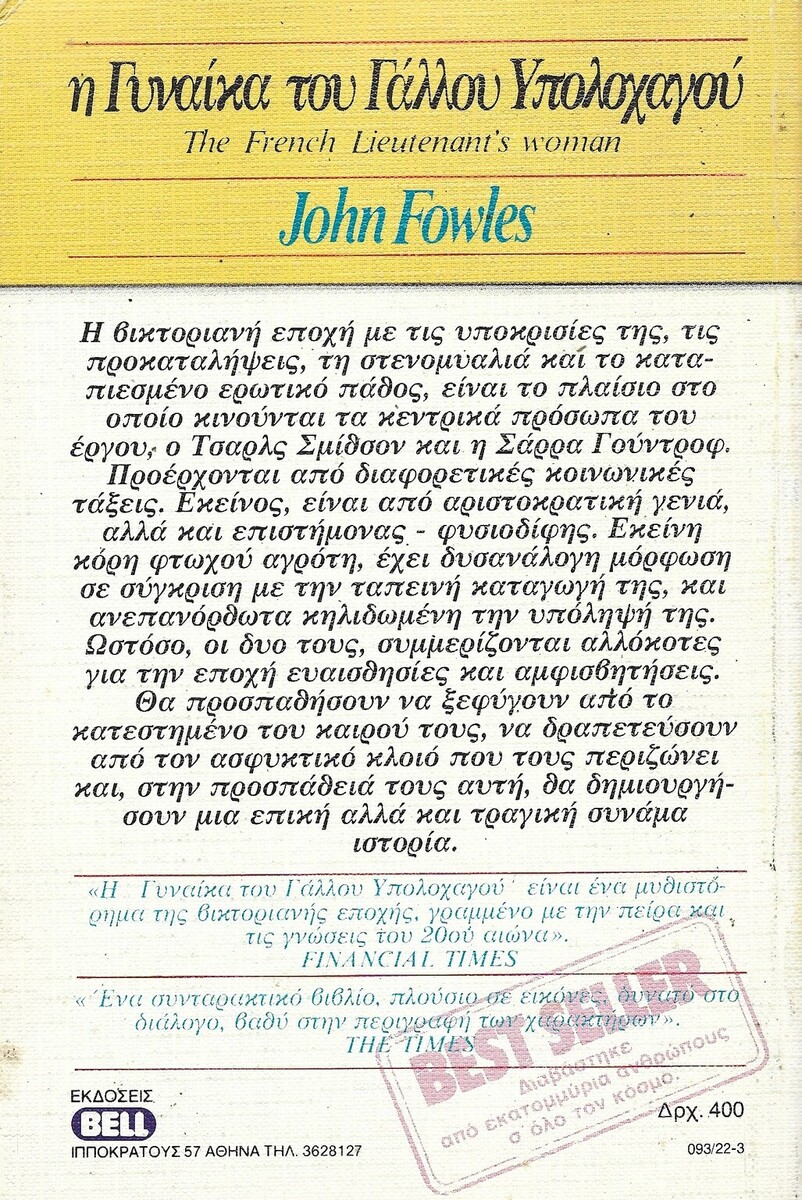 η Γυναίκα του Γάλλου Υπολοχαγού
The French Lieutenant's woman
John Fowles
Η βικτοριανή εποχή με τις υποκρισίες της, τις
προκαταλήψεις, τη στενομυαλιά και το κατα-
πιεσμένο ερωτικό πάθος, είναι το πλαίσιο στο
οποίο κινούνται τα κεντρικά πρόσωπα του
έργου, ο Τσαρλς Σμίθσον και η Σάρρα Γούντροφ.
Προέρχονται από διαφορετικές κοινωνικές
τάξεις. Εκείνος, είναι από αριστοκρατική γενιά,
αλλά και επιστήμονας - φυσιοδίφης. Εκείνη
κόρη φτωχού αγρότη, έχει δυσανάλογη μόρφωση
σε σύγκριση με την ταπεινή καταγωγή της, και
ανεπανόρθωτα κηλιδωμένη την υπόληψή της.
Ωστόσο, οι δυο τους, συμμερίζονται αλλόκοτες
για την εποχή ευαισθησίες και αμφισβητήσεις.
Θα προσπαθήσουν να ξεφύγουν από το
κατεστημένο του καιρού τους, να δραπετεύσουν
από τον ασφυκτικό κλοιό που τους περιζώνει
και, στην προσπάθειά τους αυτή, θα δημιουργή-
σουν μια επική αλλά και τραγική συνάμα
ιστορία.
«Η Γυναίκα του Γάλλου Υπολοχαγού' είναι ένα μυθιστό-
ρημα της βικτοριανής εποχής, γραμμένο με την πείρα και
τις γνώσεις του 20ού αιώνα».
FINANCIAL TIMES
«Ένα συνταρακτικό βιβλίο, πλούσιο σε εικόνες, δυνατό στο
διάλογο, βαθύ στην περιγραφή των χαρακτήρων».
THE TIMES
BEST SELLER
Διαβάστηκε
από εκατομμύρια ανθρώπους
σ' όλο τον κόσμο.
ΕΚΔΟΣΕΙΣ
BELL
ΙΠΠΟΚΡΑΤΟΥΣ 57 ΑΘΗΝΑ ΤΗΛ. 3628127
Δρχ. 400
093/22-3